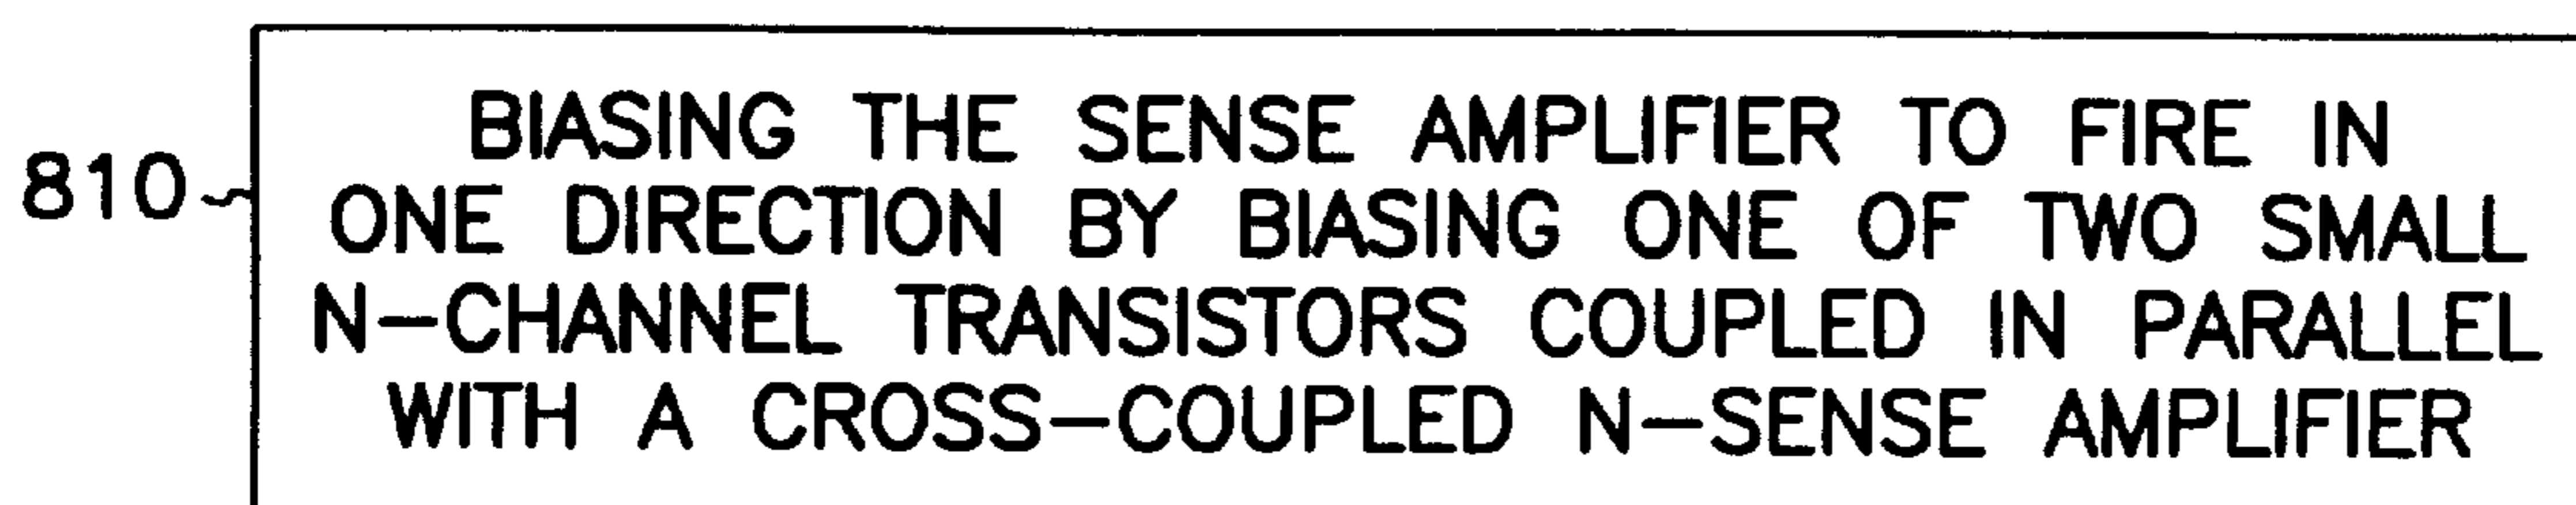 BIASING THE SENSE AMPLIFIER TO FIRE IN
810 ONE DIRECTION BY BIASING ONE OF TWO SMALL
N-CHANNEL TRANSISTORS COUPLED IN PARALLEL
WITH A CROSS-COUPLED N-SENSE AMPLIFIER